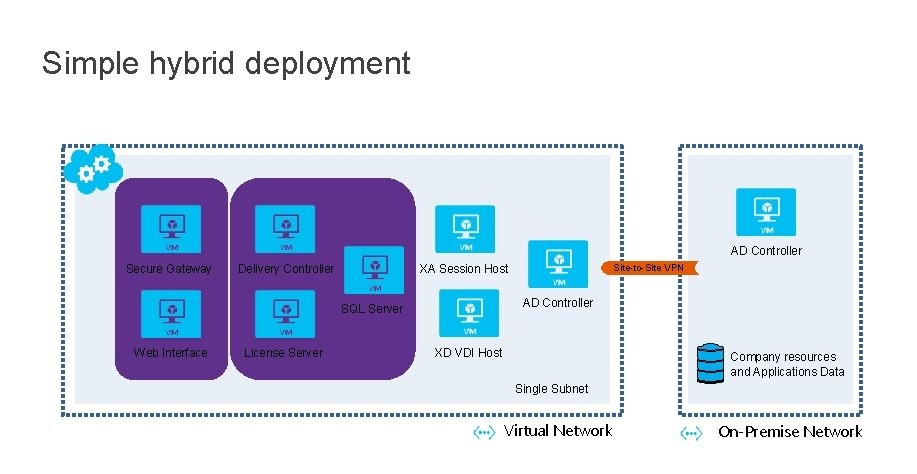 Simple hybrid deployment
VM
Secure Gateway
VM
Delivery Controller
VM
SQL Server
VM
XA Session Host
VM
AD Controller
VM
Web Interface
VM
License Server
VM
XD VDI Host
Single Subnet
Site-to-Site VPN
VM
AD Controller
Company resources
and Applications Data
Virtual Network
On-Premise Network